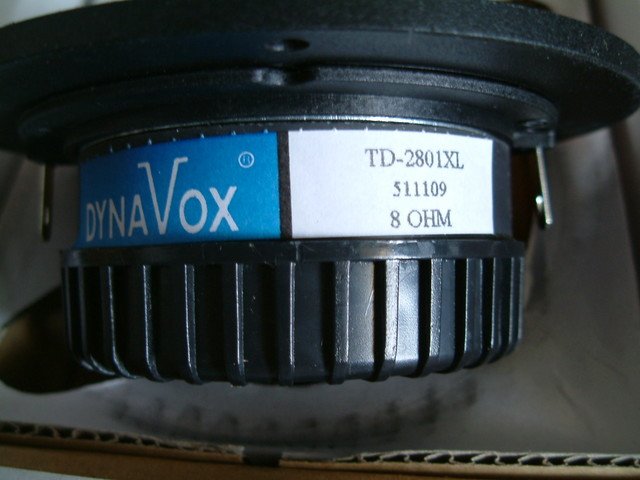 DYNAVOX ®
TD-2801XL
511109
8 OHM